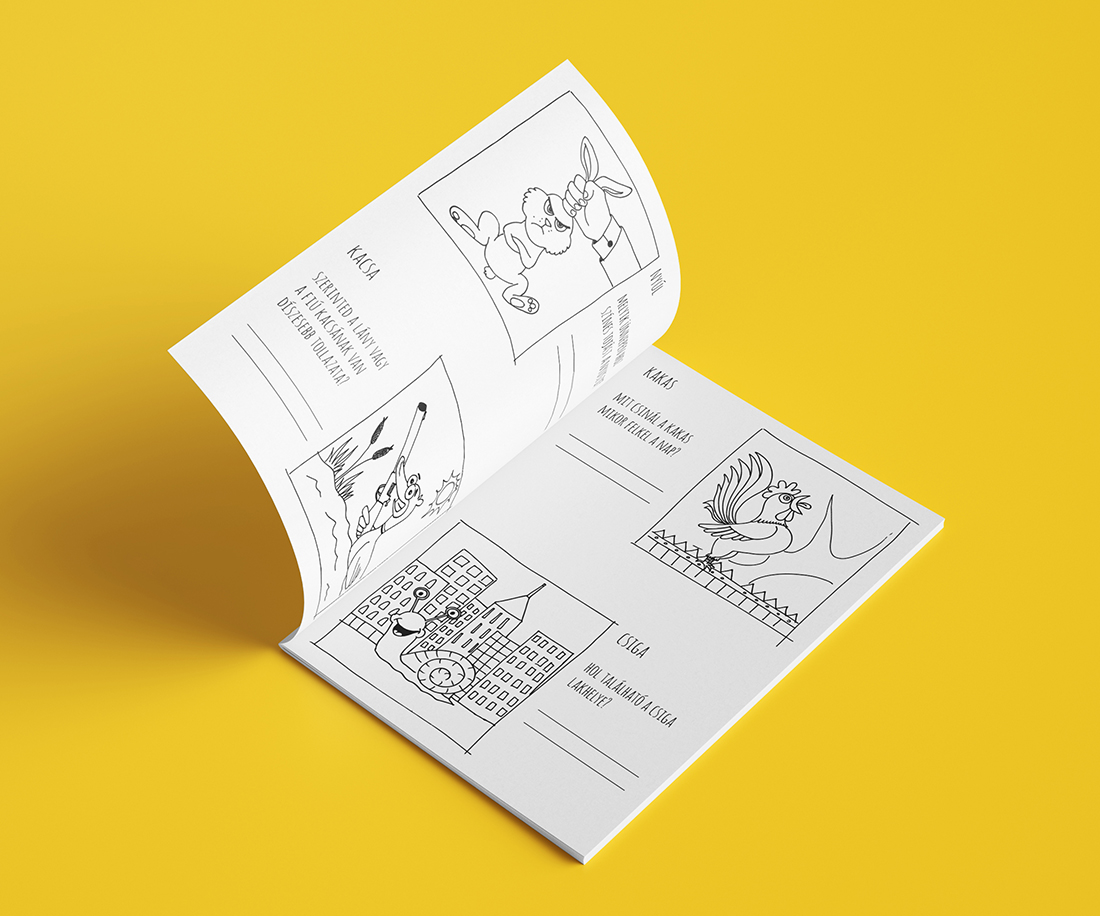 NYÚL
KACSA
SZERINTED A LÁNY VAGY
A FIÚ KACSÁNAK VAN
DÍSZESEBB TOLLAZATA?
KAKAS
MIT CSINÁL A KAKAS
MIKOR FELKEL A NAP?
CSIGA
HOL TALÁLHATÓ A CSIGA
LAKHELYE?